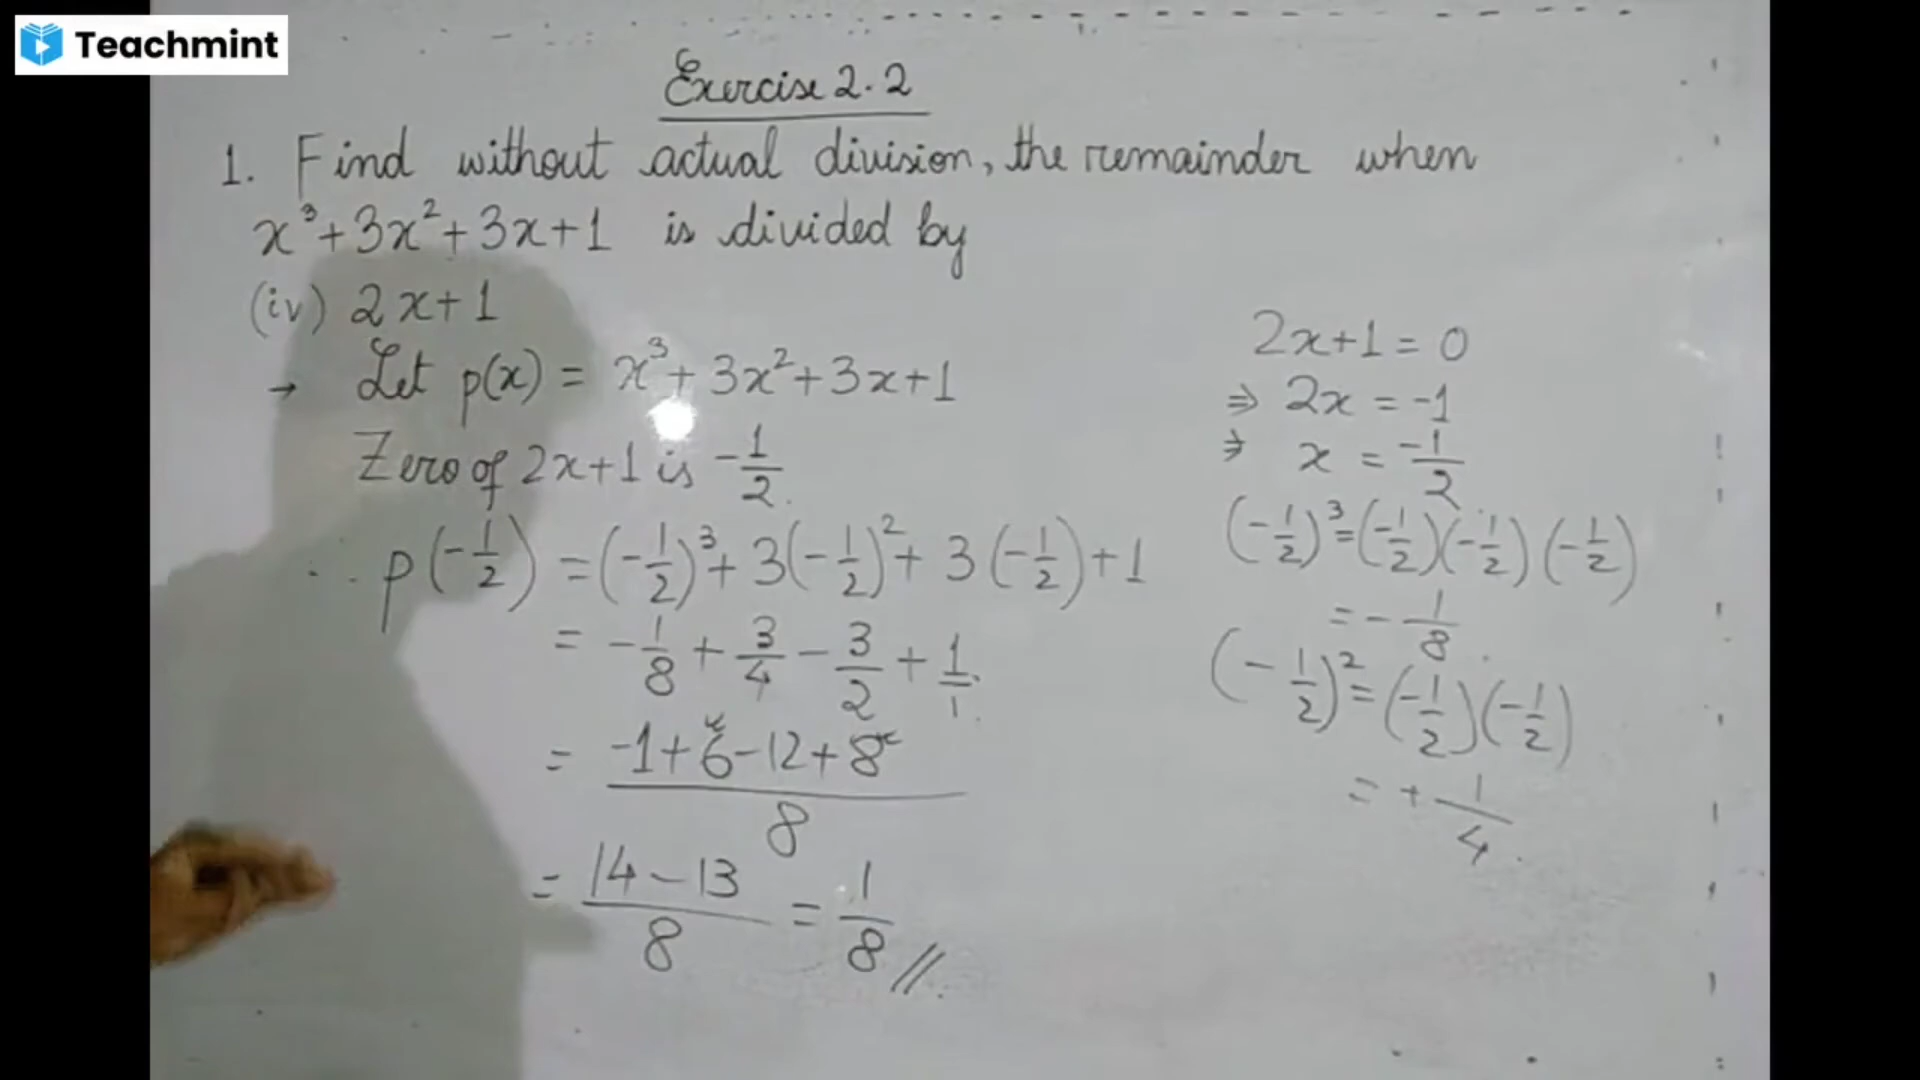 Teachmint
Exercise 2.2
1. Find without actual division, the remainder when
x³+3x²+3x+1 is divided by
(iv) 2x+1
→ Let p(x) = x³+3x²+3x+1
Zero of 2x+1 is -1/2.
∴ p(-1/2) = (-1/2)³+3(-1/2)²+3(-1/2)+1
= -1/8 + 3/4 - 3/2 + 1/1.
= (-1+6-12+8)/8
= (14-13)/8 = 1/8 //.
2x+1 = 0
⇒ 2x = -1
⇒ x = -1/2
(-1/2)³=(-1/2)(-1/2)(-1/2)
= -1/8.
(-1/2)²=(-1/2)(-1/2)
= +1/4.